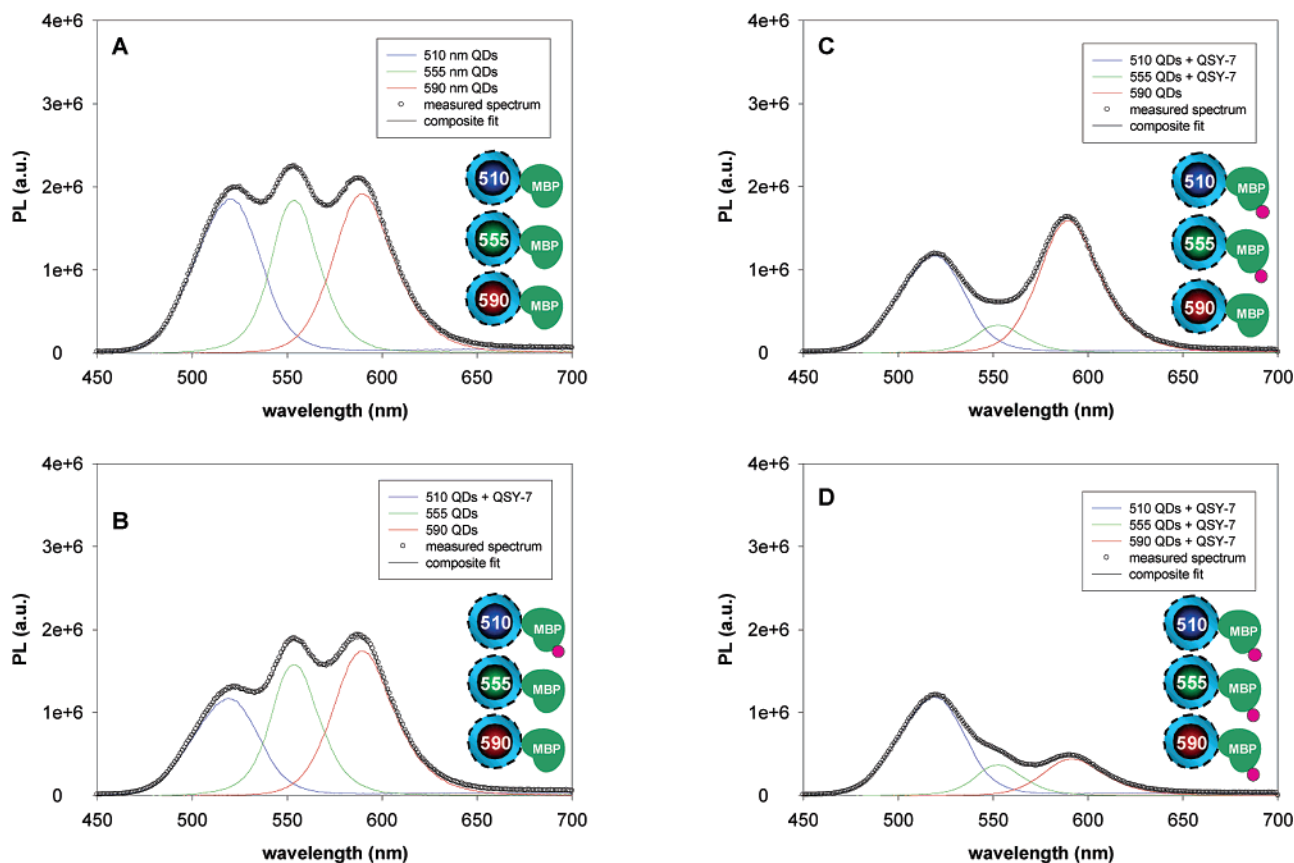 A
PL (a.u.)
4e+6
3e+6
2e+6
1e+6
0
510 nm QDs
555 nm QDs
590 nm QDs
measured spectrum
composite fit
510
MBP
555
MBP
590
MBP
450 500 550 600 650 700
wavelength (nm)
C
PL (a.u.)
4e+6
3e+6
2e+6
1e+6
0
510 QDs + QSY-7
555 QDs + QSY-7
590 QDs
measured spectrum
composite fit
510
MBP
555
MBP
590
MBP
450 500 550 600 650 700
wavelength (nm)
B
PL (a.u.)
4e+6
3e+6
2e+6
1e+6
0
510 QDs + QSY-7
555 QDs
590 QDs
measured spectrum
composite fit
510
MBP
555
MBP
590
MBP
450 500 550 600 650 700
wavelength (nm)
D
PL (a.u.)
4e+6
3e+6
2e+6
1e+6
0
510 QDs + QSY-7
555 QDs + QSY-7
590 QDs + QSY-7
measured spectrum
composite fit
510
MBP
555
MBP
590
MBP
450 500 550 600 650 700
wavelength (nm)